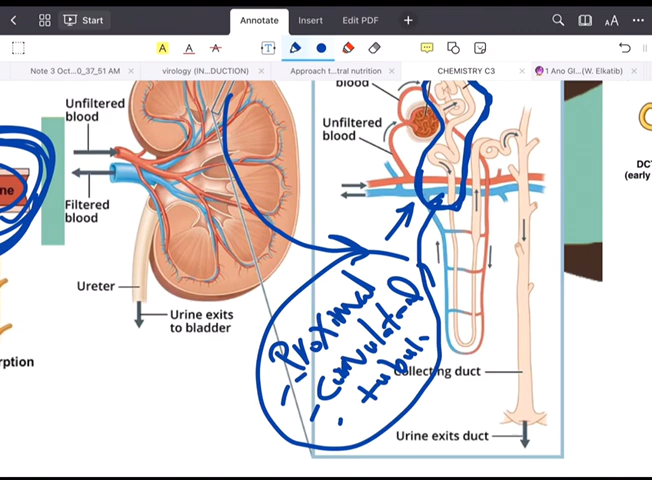 Start
Annotate
Insert
Edit PDF
Note 3 Oct...0_37_51 AM
virology (IN...DUCTION)
Approach t...tral nutrition
CHEMISTRY C3
1 Ano Gl...(W. Elkatib)
Unfiltered
blood
Filtered
blood
Ureter
Urine exits
to bladder
ne
rption
blood
Unfiltered
blood
Proximal
convulated
Collecting duct
Urine exits duct
DCT
(early